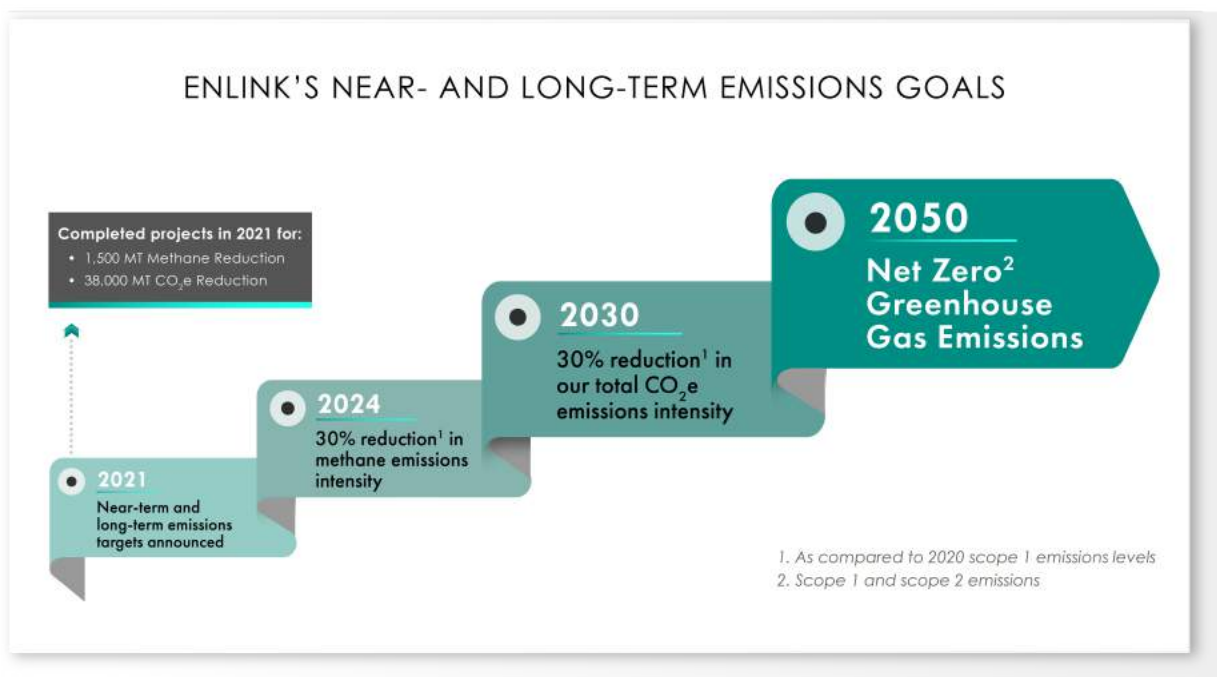 ENLINK'S NEAR- AND LONG-TERM EMISSIONS GOALS
Completed projects in 2021 for:
• 1,500 MT Methane Reduction
• 38,000 MT CO₂e Reduction
2021
Near-term and
long-term emissions
targets announced
2024
30% reduction¹ in
methane emissions
intensity
2030
30% reduction¹ in
our total CO₂e
emissions intensity
2050
Net Zero²
Greenhouse
Gas Emissions
1. As compared to 2020 scope 1 emissions levels
2. Scope 1 and scope 2 emissions